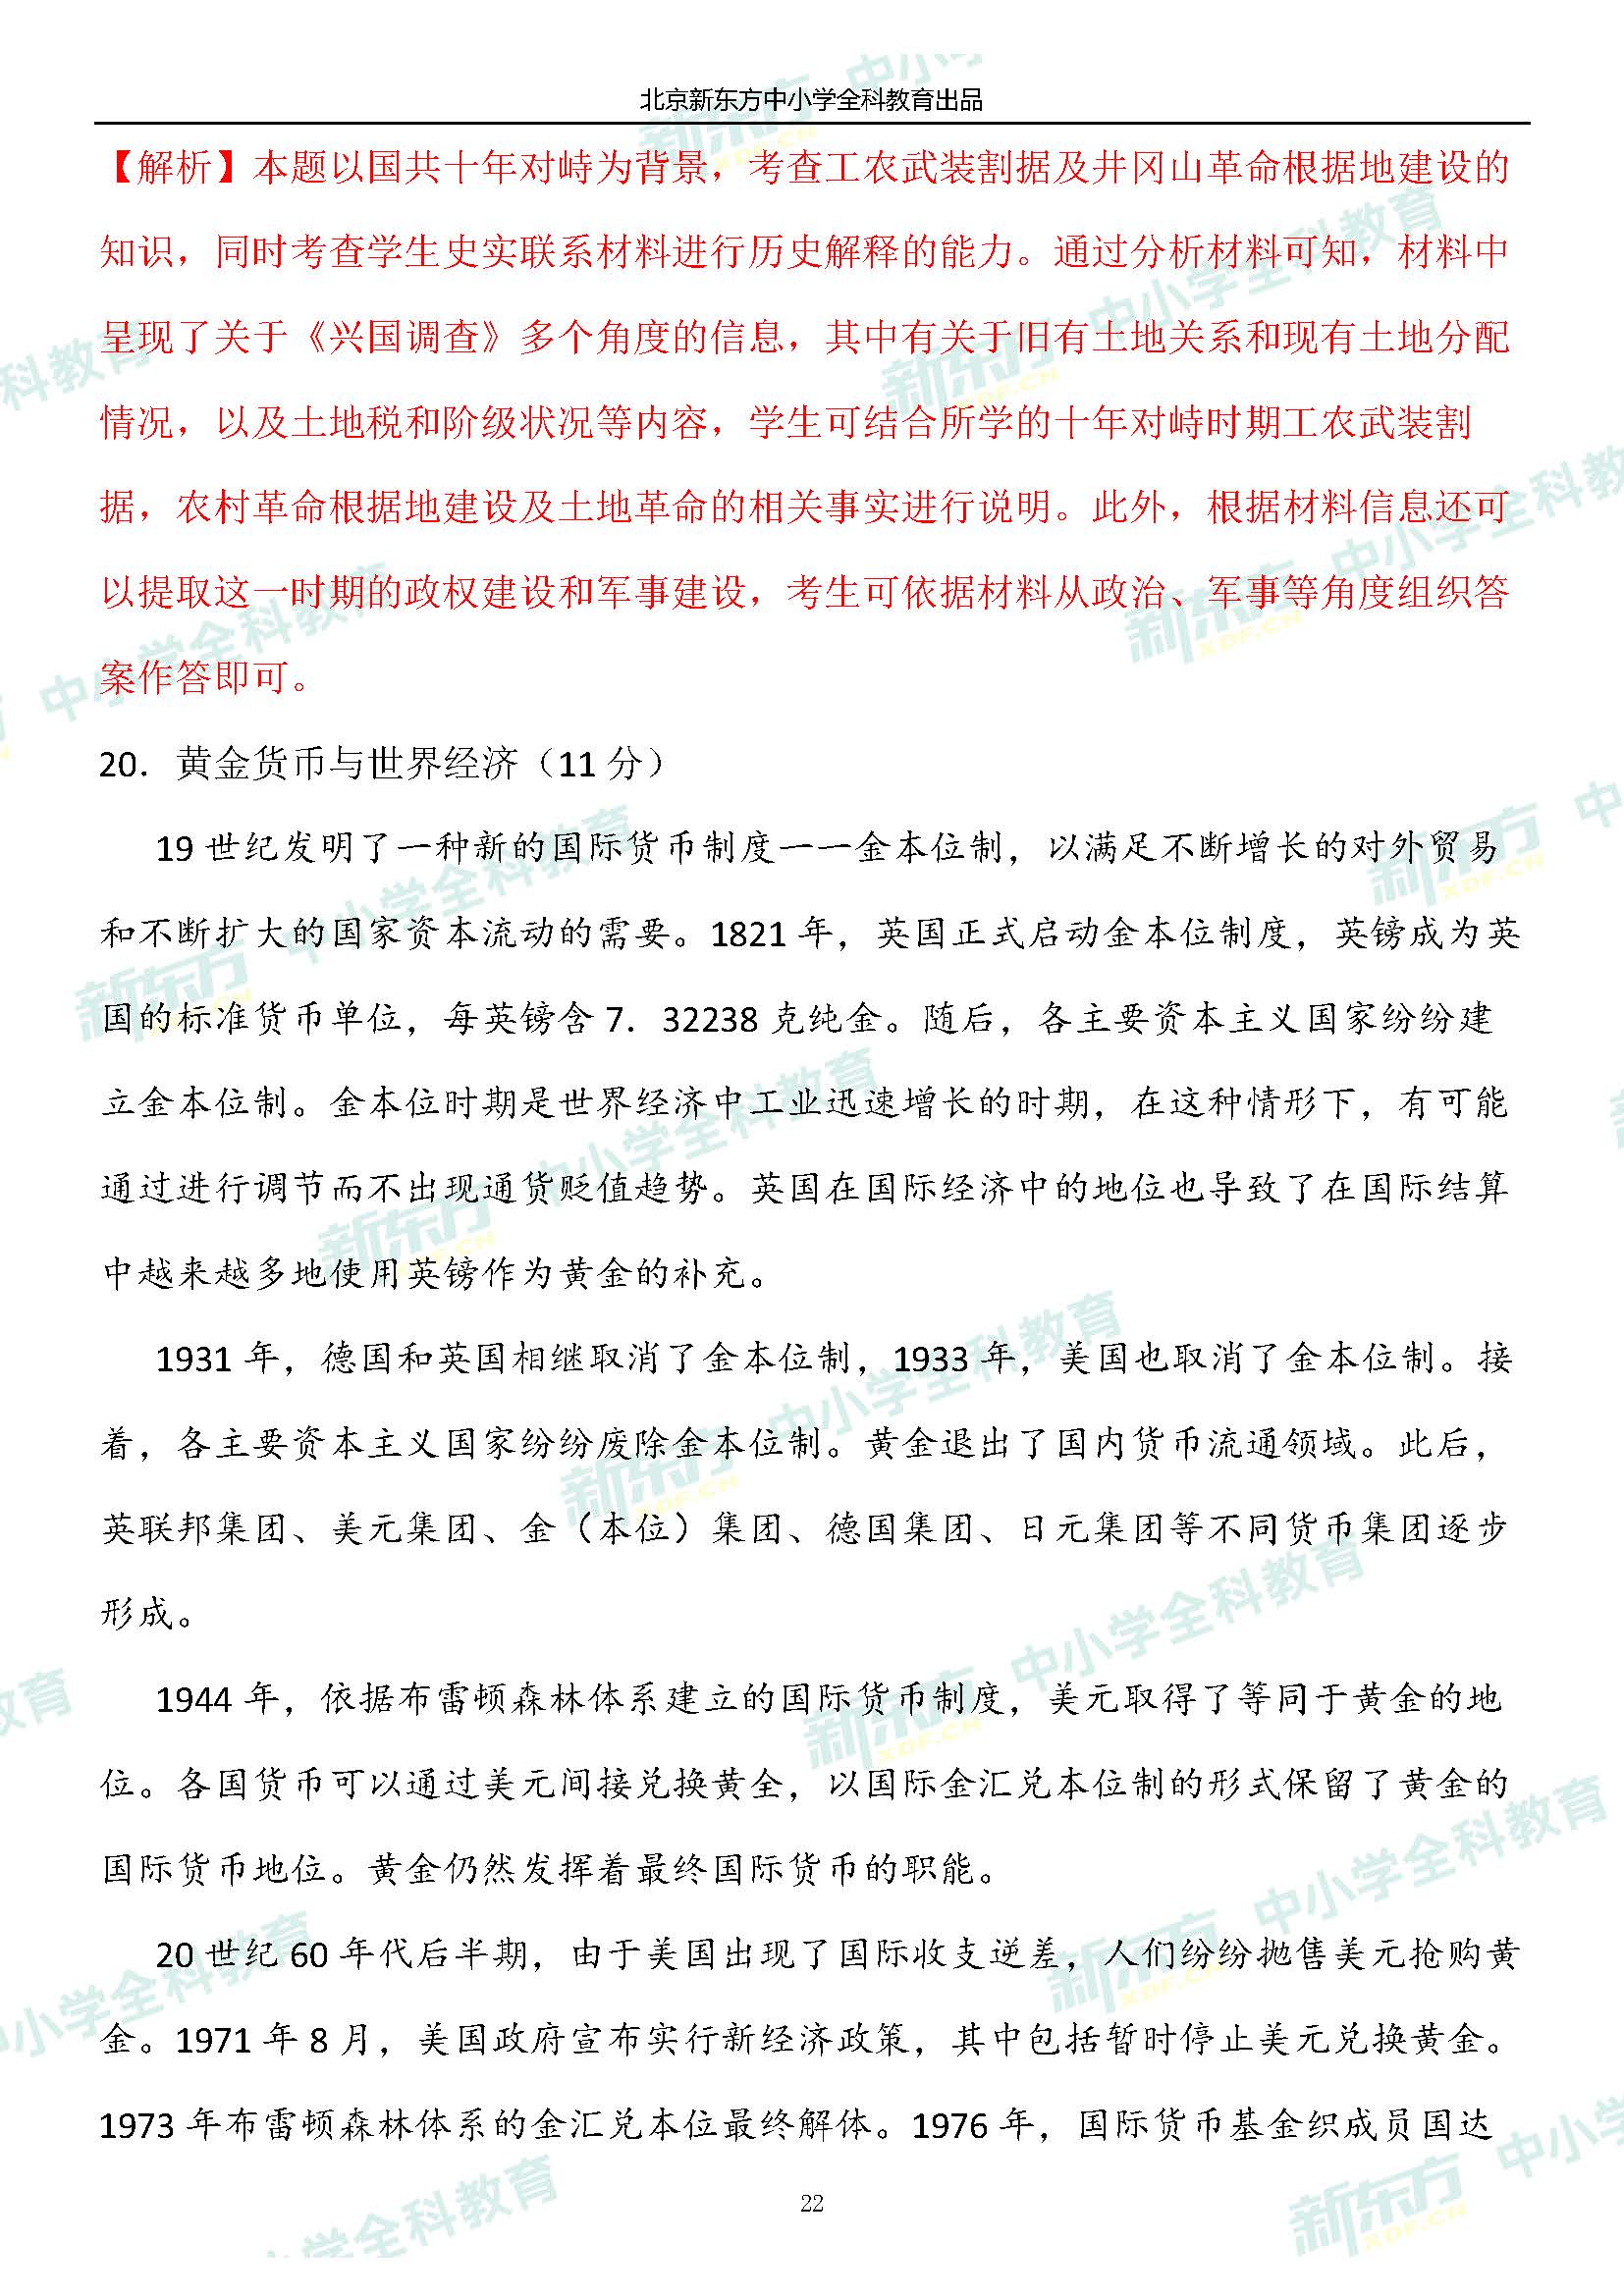 北京新东方中小学全科教育出品
【解析】本题以国共十年对峙为背景，考查工农武装割据及井冈山革命根据地建设的
知识，同时考查学生史实联系材料进行历史解释的能力。通过分析材料可知，材料中
呈现了关于《兴国调查》多个角度的信息，其中有关于旧有土地关系和现有土地分配
情况，以及土地税和阶级状况等内容，学生可结合所学的十年对峙时期工农武装割
据，农村革命根据地建设及土地革命的相关事实进行说明。此外，根据材料信息还可
以提取这一时期的政权建设和军事建设，考生可依据材料从政治、军事等角度组织答
案作答即可。
20．黄金货币与世界经济（11 分）
19 世纪发明了一种新的国际货币制度一一金本位制，以满足不断增长的对外贸易
和不断扩大的国家资本流动的需要。1821 年，英国正式启动金本位制度，英镑成为英
国的标准货币单位，每英镑含 7．32238 克纯金。随后，各主要资本主义国家纷纷建
立金本位制。金本位时期是世界经济中工业迅速增长的时期，在这种情形下，有可能
通过进行调节而不出现通货贬值趋势。英国在国际经济中的地位也导致了在国际结算
中越来越多地使用英镑作为黄金的补充。
1931 年，德国和英国相继取消了金本位制，1933 年，美国也取消了金本位制。接
着，各主要资本主义国家纷纷废除金本位制。黄金退出了国内货币流通领域。此后，
英联邦集团、美元集团、金（本位）集团、德国集团、日元集团等不同货币集团逐步
形成。
1944 年，依据布雷顿森林体系建立的国际货币制度，美元取得了等同于黄金的地
位。各国货币可以通过美元间接兑换黄全，以国际金汇兑本位制的形式保留了黄金的
国际货币地位。黄金仍然发挥着最终国际货币的职能。
20 世纪 60 年代后半期，由于美国出现了国际收支逆差，人们纷纷抛售美元抢购黄
金。1971 年 8 月，美国政府宣布实行新经济政策，其中包括暂时停止美元兑换黄金。
1973 年布雷顿森林体系的金汇兑本位最终解体。1976 年，国际货币基金织成员国达
22